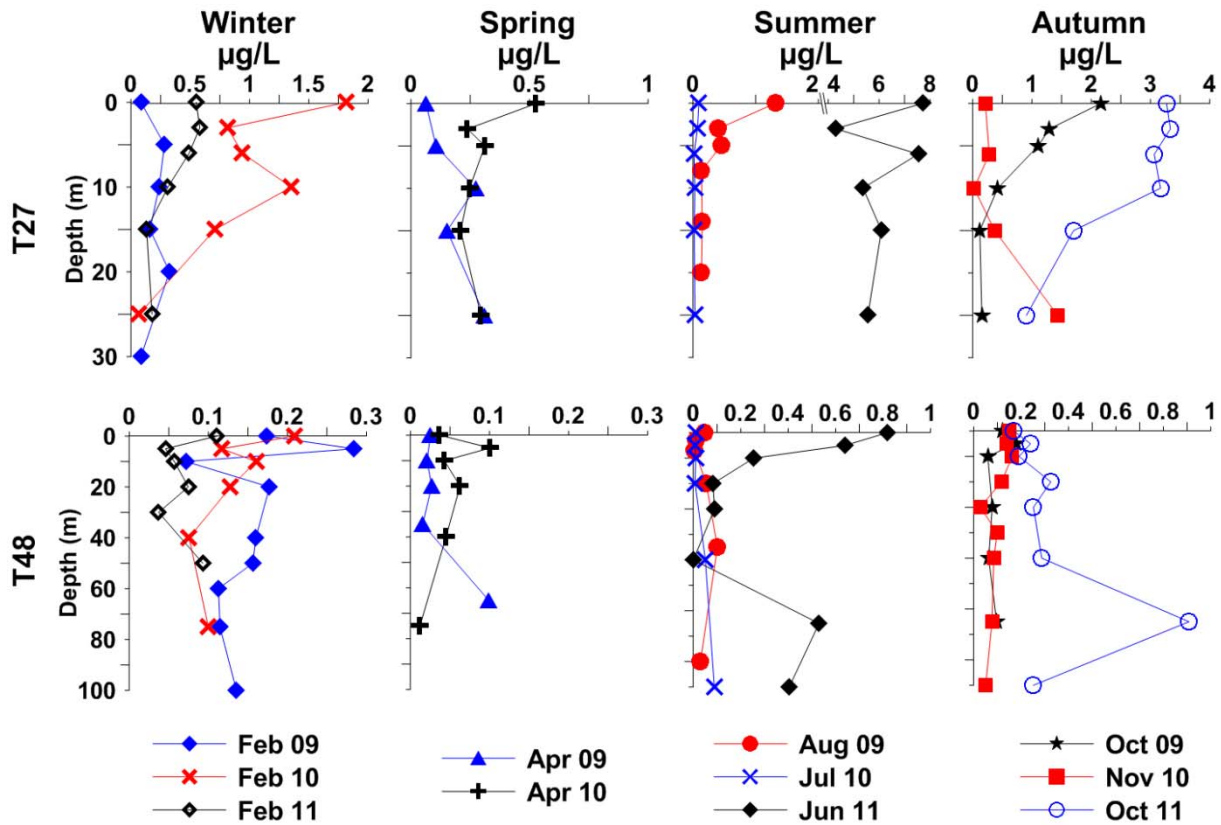 Winter Spring Summer Autumn
µg/L µg/L µg/L µg/L
0 0.5 1 1.5 2 0 0.5 1 0 2 4 6 8 0 1 2 3 4
T27
Depth (m)
0
10
20
30
0 0.1 0.2 0.3 0 0.1 0.2 0.3 0 0.2 0.4 0.6 0.8 1 0 0.2 0.4 0.6 0.8 1
T48
Depth (m)
0
20
40
60
80
100
Feb 09 Apr 09 Aug 09 Oct 09
Feb 10 Apr 10 Jul 10 Nov 10
Feb 11 Jun 11 Oct 11